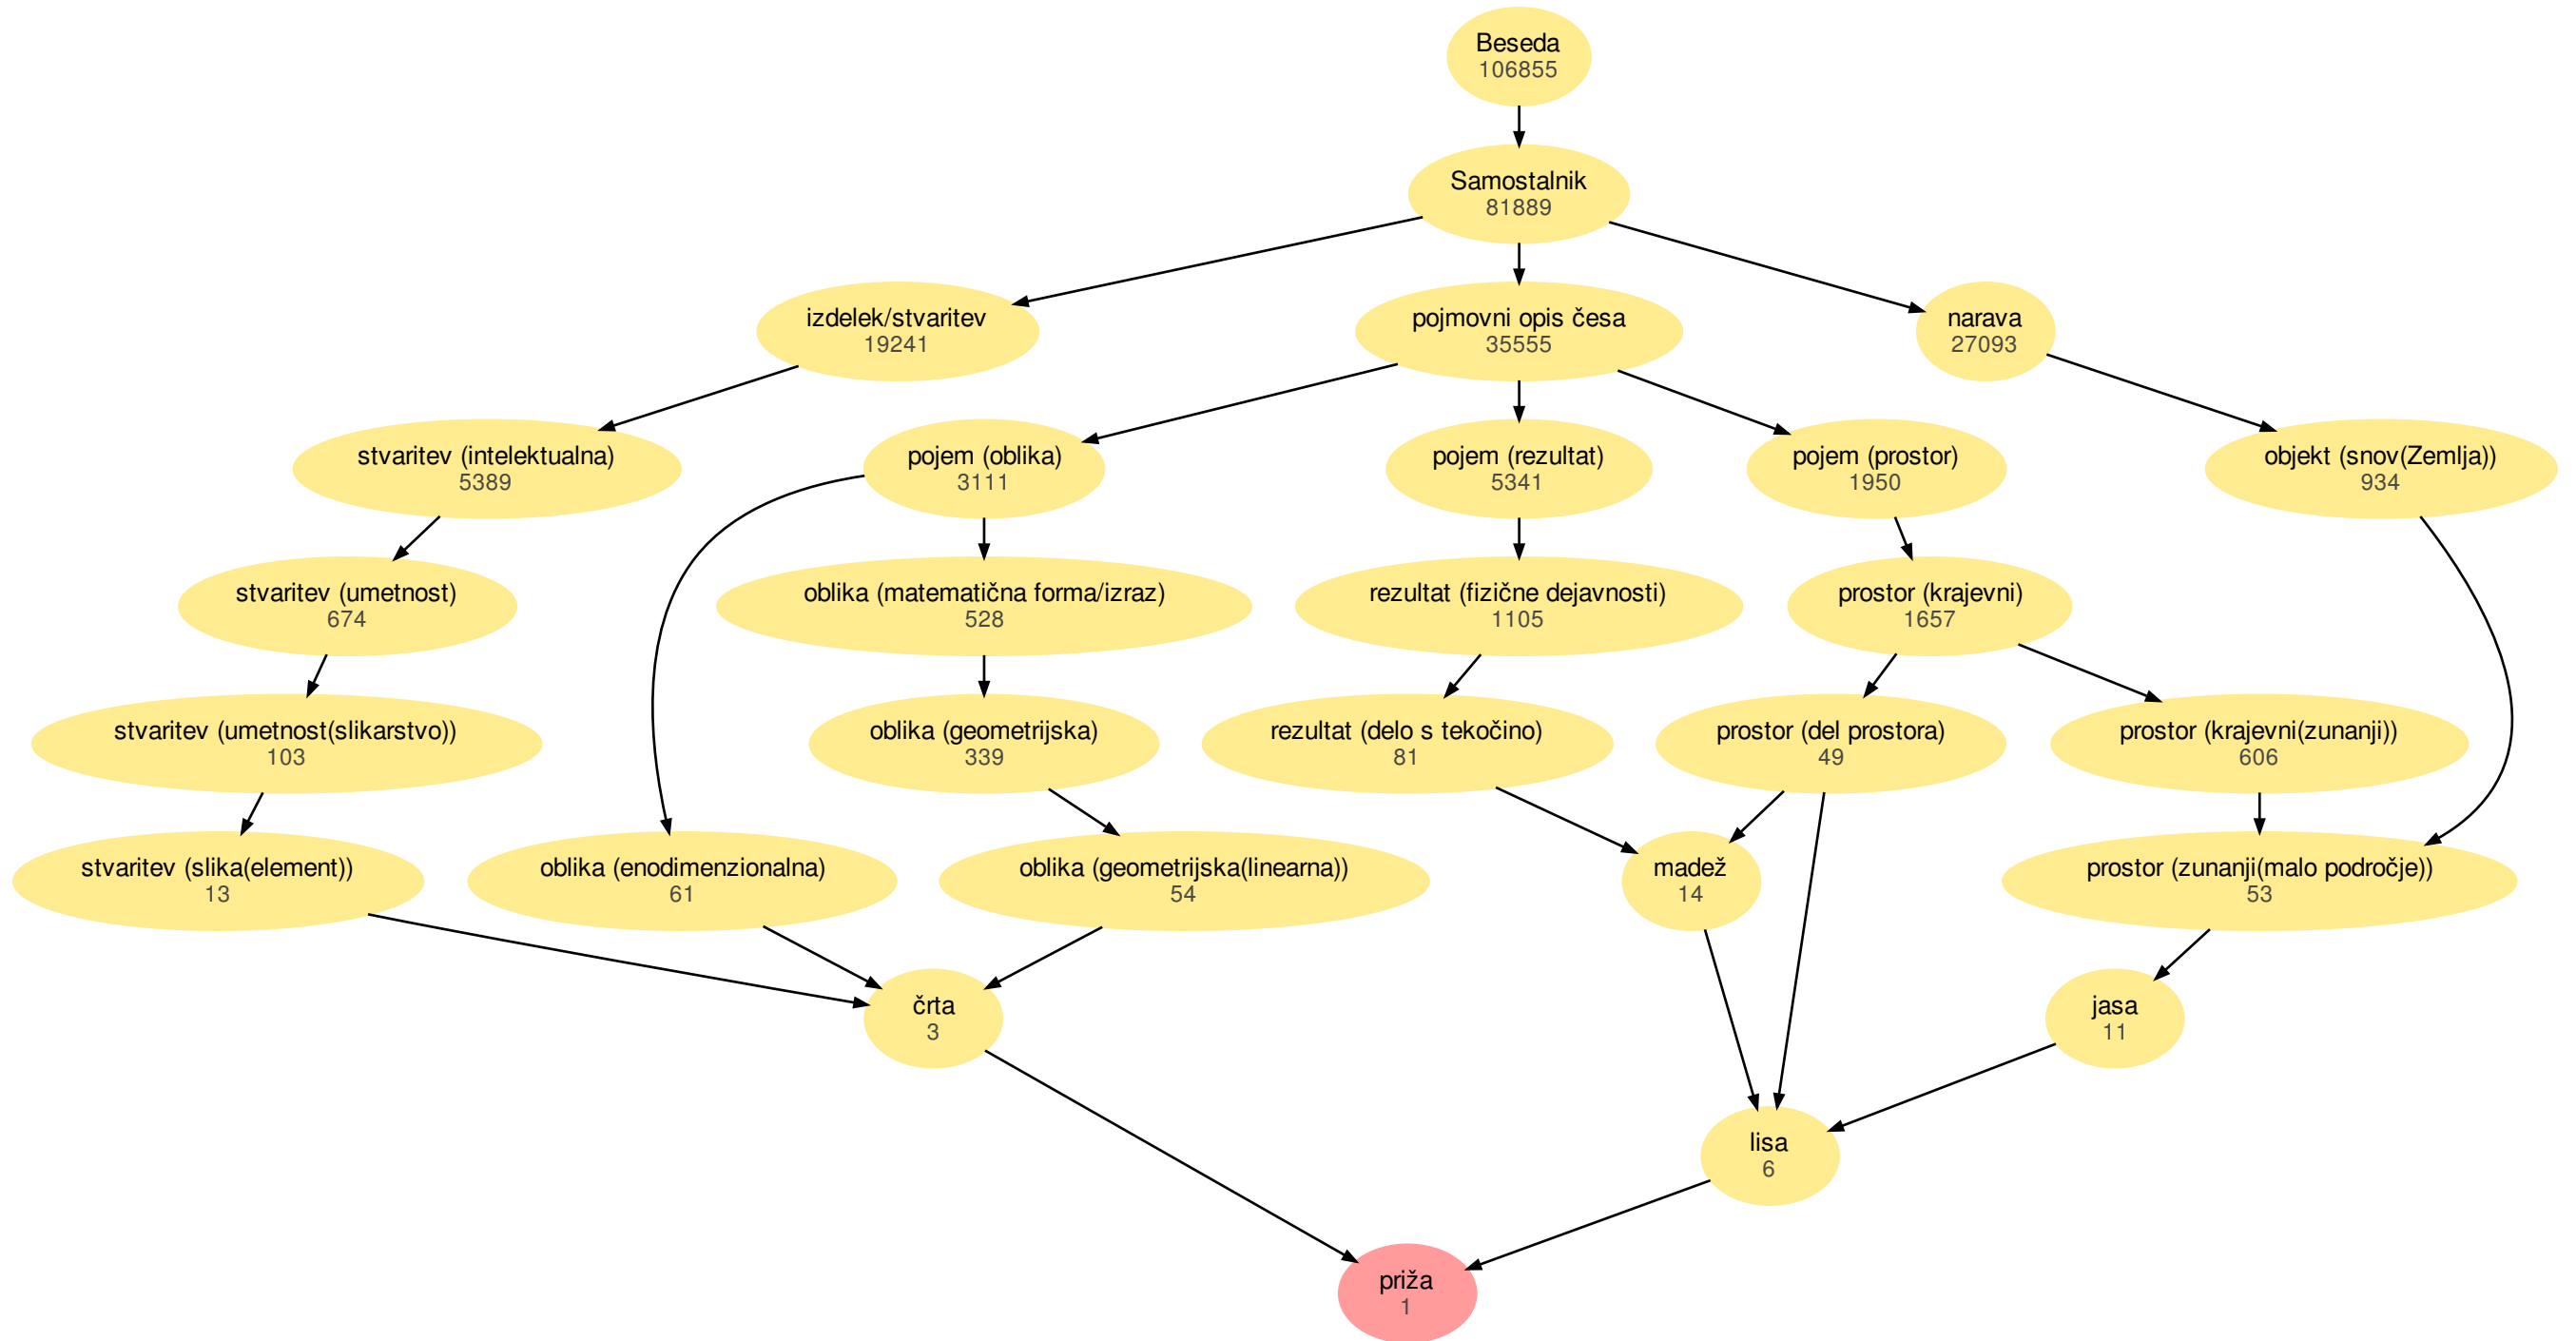 Beseda
106855
Samostalnik
81889
izdelek/stvaritev
19241
pojmovni opis česa
35555
narava
27093
stvaritev (intelektualna)
5389
pojem (oblika)
3111
pojem (rezultat)
5341
pojem (prostor)
1950
objekt (snov(Zemlja))
934
stvaritev (umetnost)
674
oblika (matematična forma/izraz)
528
rezultat (fizične dejavnosti)
1105
prostor (krajevni)
1657
stvaritev (umetnost(slikarstvo))
103
oblika (geometrijska)
339
rezultat (delo s tekočino)
81
prostor (del prostora)
49
prostor (krajevni(zunanji))
606
stvaritev (slika(element))
13
oblika (enodimenzionalna)
61
oblika (geometrijska(linearna))
54
madež
14
prostor (zunanji(malo področje))
53
črta
3
jasa
11
lisa
6
priža
1